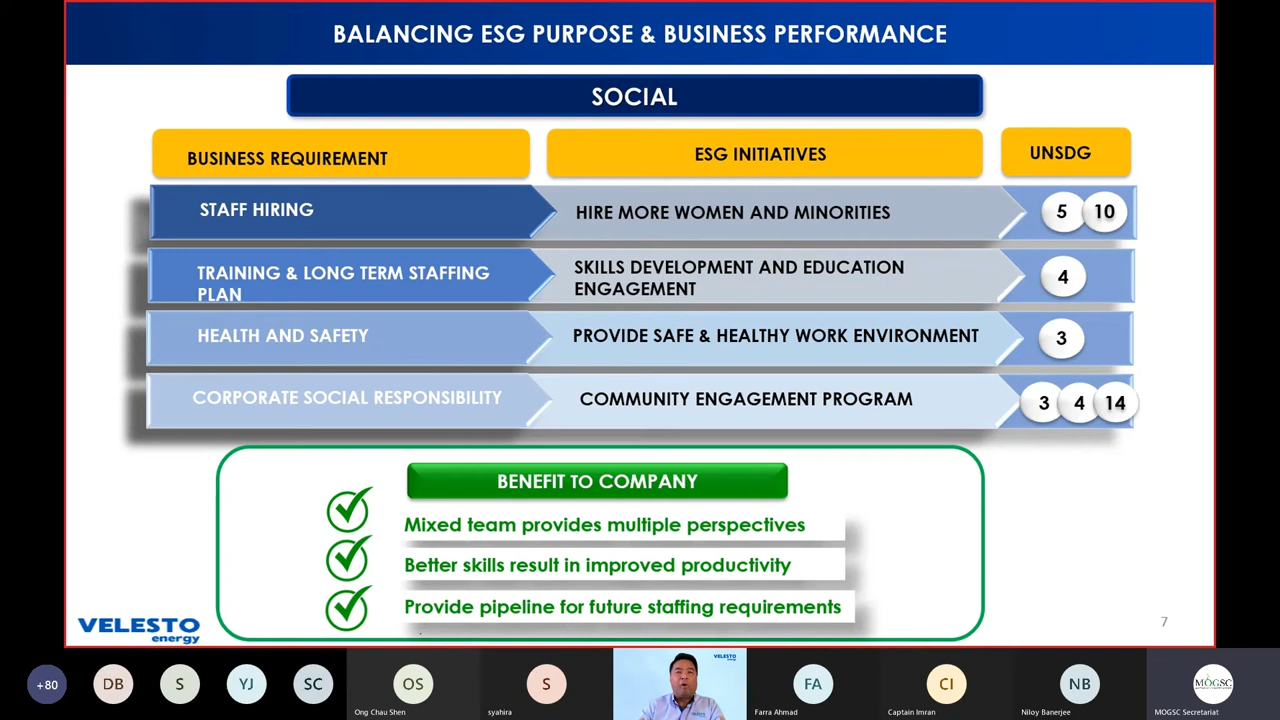 BALANCING ESG PURPOSE & BUSINESS PERFORMANCE
SOCIAL
BUSINESS REQUIREMENT
ESG INITIATIVES
UNSDG
STAFF HIRING
HIRE MORE WOMEN AND MINORITIES
5 10
TRAINING & LONG TERM STAFFING
PLAN
SKILLS DEVELOPMENT AND EDUCATION
ENGAGEMENT
4
HEALTH AND SAFETY
PROVIDE SAFE & HEALTHY WORK ENVIRONMENT
3
CORPORATE SOCIAL RESPONSIBILITY
COMMUNITY ENGAGEMENT PROGRAM
3 4 14
BENEFIT TO COMPANY
Mixed team provides multiple perspectives
Better skills result in improved productivity
Provide pipeline for future staffing requirements
VELESTO
energy
7
+80
DB
S
YJ
SC
OS
Ong Chau Shen
S
syahira
VELESTO
FA
Farra Ahmad
CI
Captain Imran
NB
Niloy Banerjee
MOGSC
MOGSC Secretariat